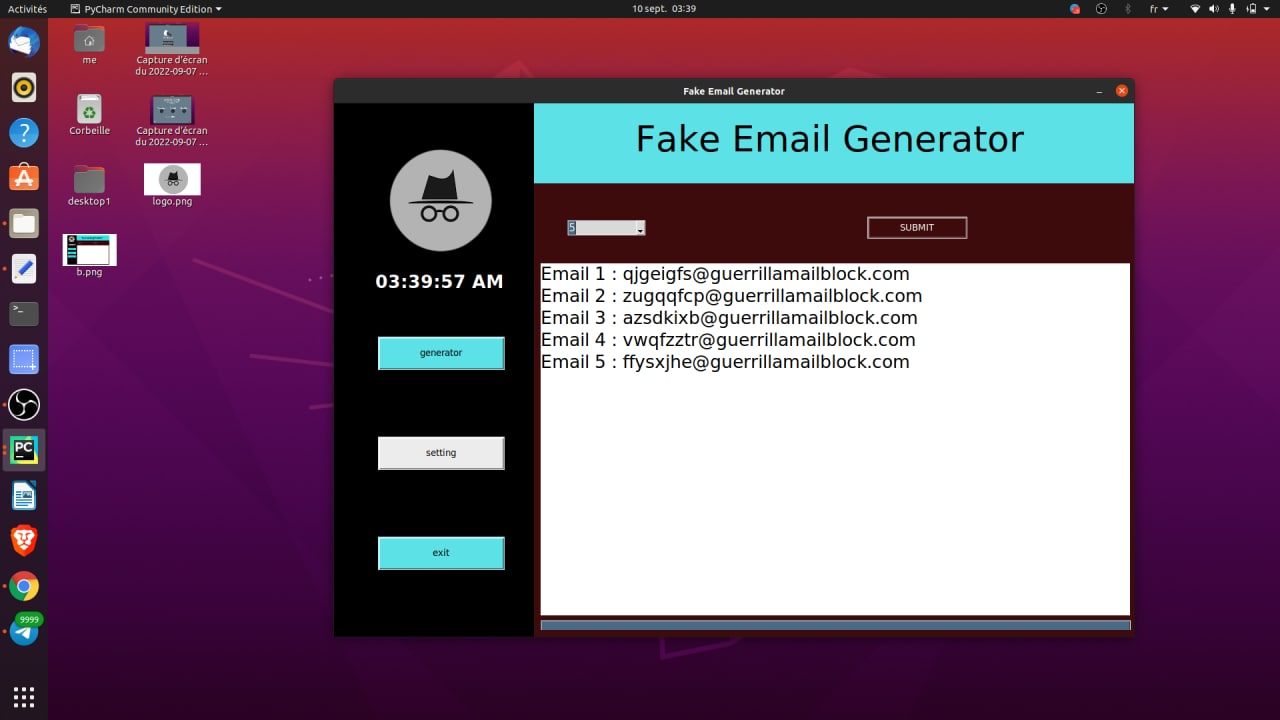 Activités
PyCharm Community Edition
10 sept. 03:39
fr
me
Capture d'écran
du 2022-09-07 …
Corbeille
Capture d'écran
du 2022-09-07 …
desktop1
logo.png
b.png
PC
9999
Fake Email Generator
Fake Email Generator
03:39:57 AM
generator
setting
exit
5
SUBMIT
Email 1 : qjgeigfs@guerrillamailblock.com
Email 2 : zugqqfcp@guerrillamailblock.com
Email 3 : azsdkixb@guerrillamailblock.com
Email 4 : vwqfzztr@guerrillamailblock.com
Email 5 : ffysxjhe@guerrillamailblock.com